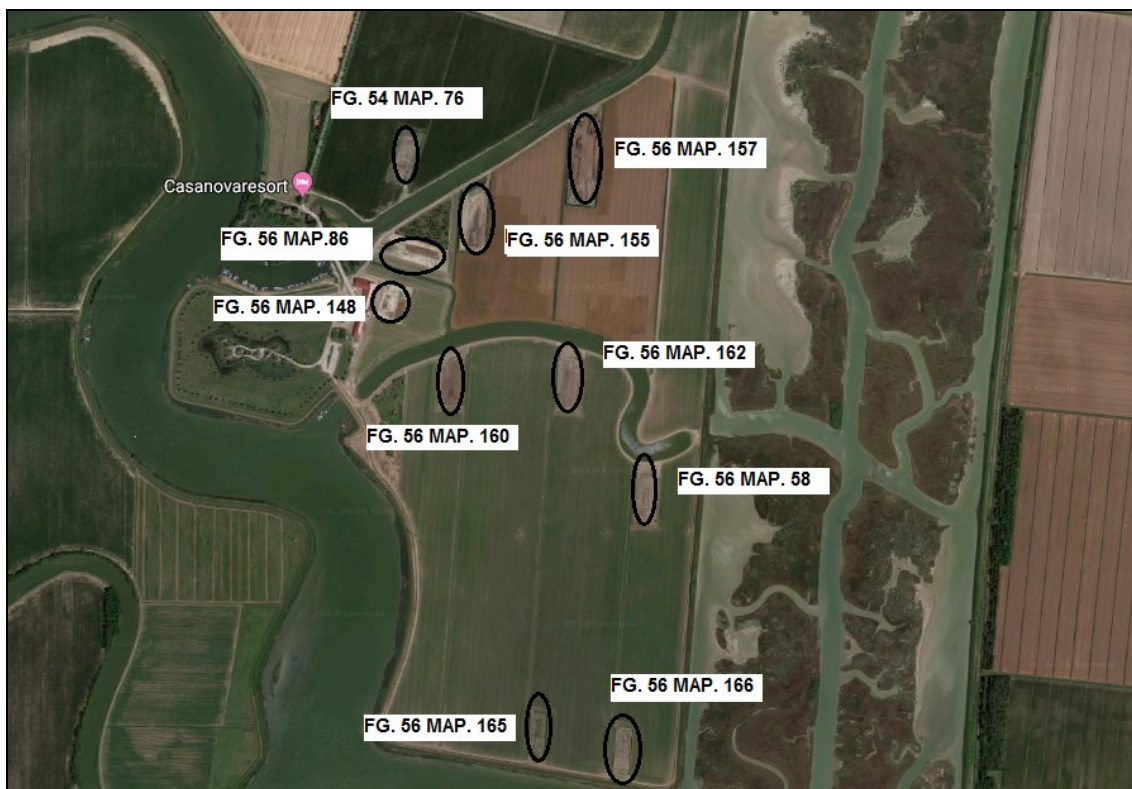 FG. 54 MAP. 76
FG. 56 MAP. 157
Casanovaresort
FG. 56 MAP.86
FG. 56 MAP. 155
FG. 56 MAP. 148
FG. 56 MAP. 162
FG. 56 MAP. 160
FG. 56 MAP. 58
FG. 56 MAP. 166
FG. 56 MAP. 165